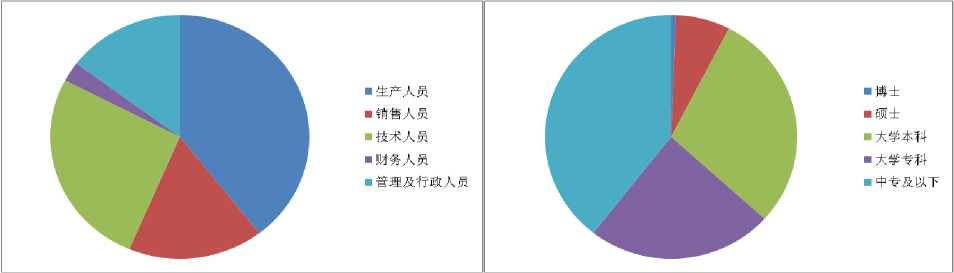 生产人员
销售人员
技术人员
财务人员
管理及行政人员
博士
硕士
大学本科
大学专科
中专及以下